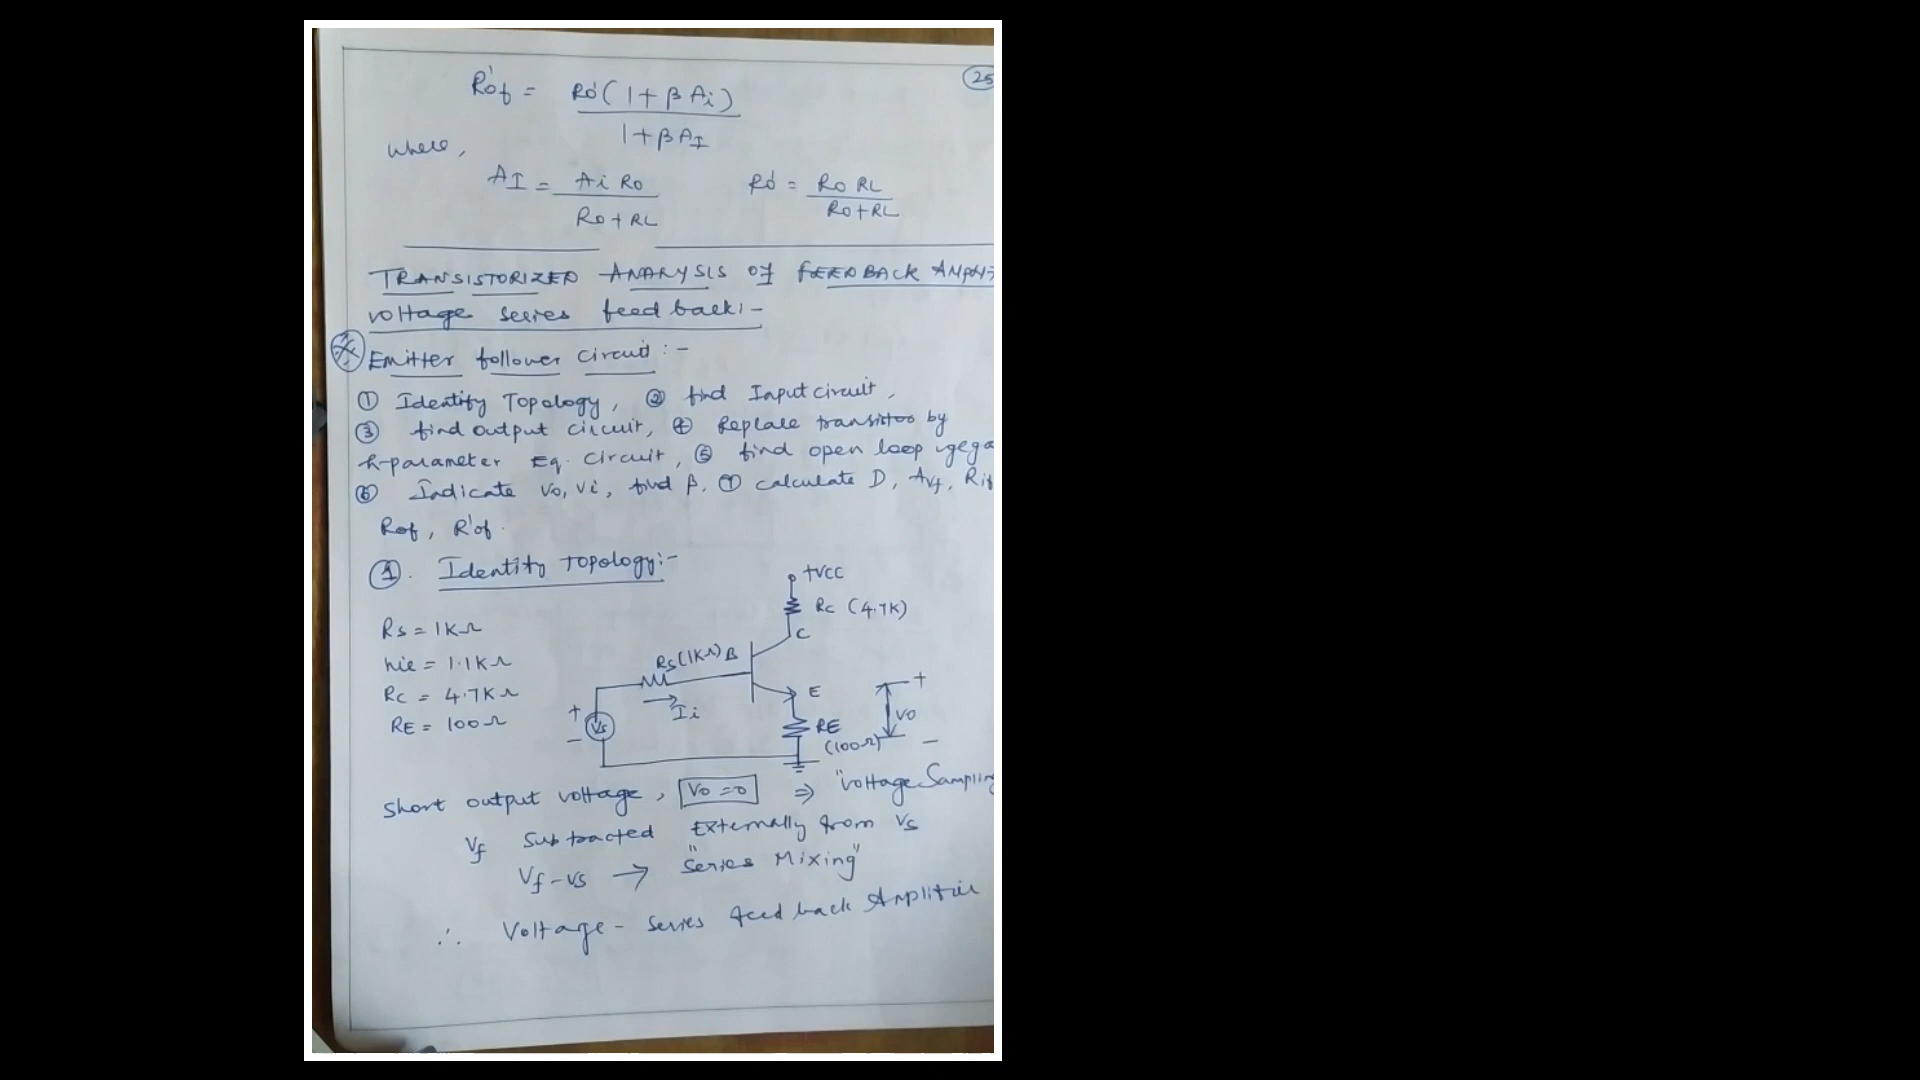 25
R'of = Ro'(1+βAi)
1+βAI
where,
AI = Ai Ro Ro' = Ro RL
Ro+RL Ro+RL
TRANSISTORIZED ANALYSIS of FEEDBACK
voltage series feed back:-
Emitter follower circuit:-
① Identify Topology, ② find Input circuit,
③ find output circuit, ④ Replace transistor by
h-parameter Eq. circuit, ⑤ find open loop
⑥ Indicate Vo, Vi, find β. ⑦ calculate D, Avf, Rif
Rof, R'of.
①. Identity Topology:-
+VCC
Rc (4.7K)
C
Rs = 1KΩ
hie = 1.1KΩ
Rc = 4.7KΩ
RE = 100Ω
Rs(1KΩ) B
Ii
+
Vs
-
E
RE
(100Ω)
+
Vo
-
Short output voltage, Vo=0 ⇒ "Voltage Sampling
Vf Subtracted Externally from Vs
Vf-Vs → "Series Mixing"
∴ Voltage - Series feed back Amplifier